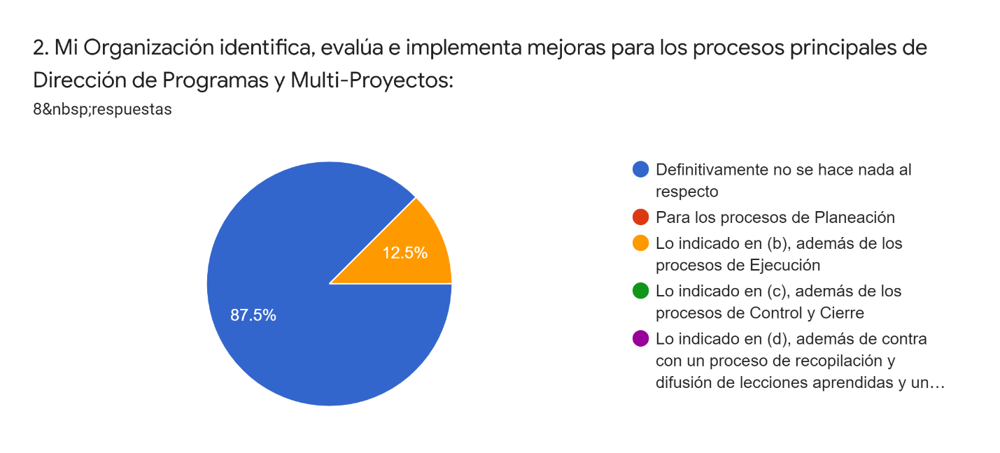 2. Mi Organización identifica, evalúa e implementa mejoras para los procesos principales de
Dirección de Programas y Multi-Proyectos:
8&nbsp;respuestas
Definitivamente no se hace nada al
respecto
Para los procesos de Planeación
Lo indicado en (b), además de los
procesos de Ejecución
Lo indicado en (c), además de los
procesos de Control y Cierre
Lo indicado en (d), además de contra
con un proceso de recopilación y
difusión de lecciones aprendidas y un…
12.5%
87.5%